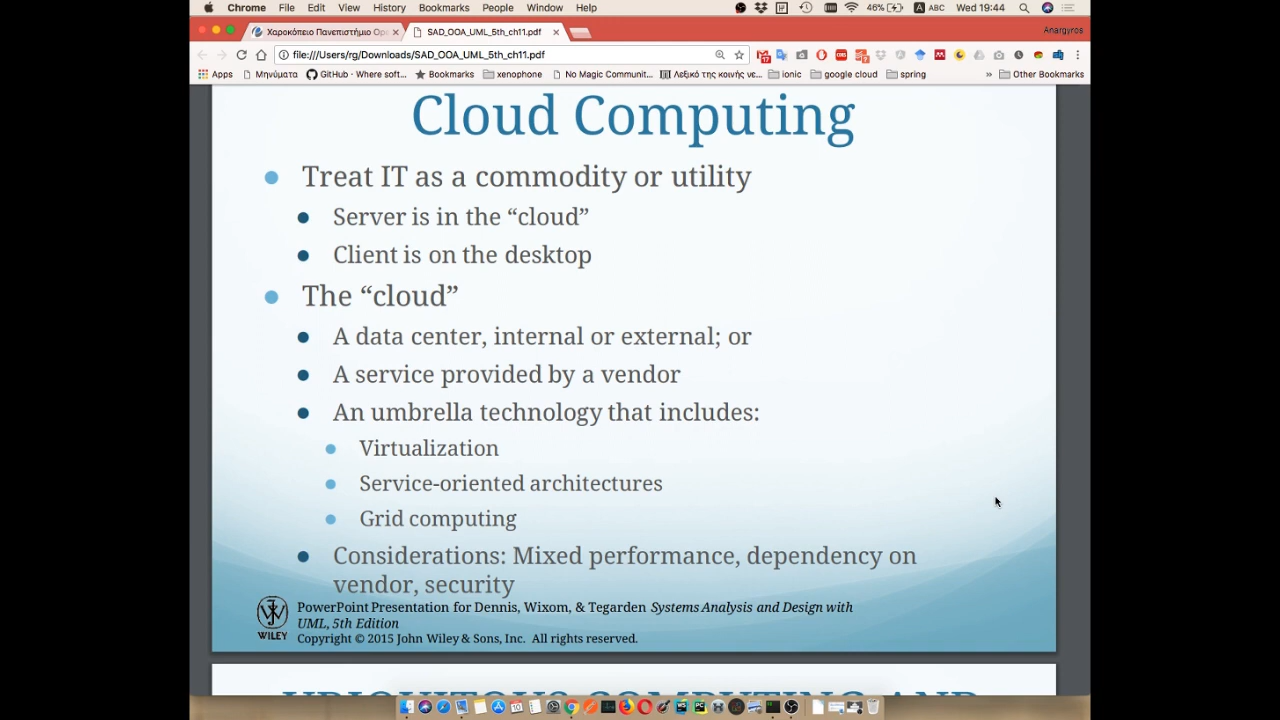 Chrome File Edit View History Bookmarks People Window Help 46% ABC Wed 19:44
Χαροκόπειο Πανεπιστήμιο Ορ SAD_OOA_UML_5th_ch11.pdf Anargyros
file:///Users/rg/Downloads/SAD_OOA_UML_5th_ch11.pdf
Apps Μηνύματα GitHub · Where soft... Bookmarks xenophone No Magic Communit... Λεξικό της κοινής νε... ionic google cloud spring » Other Bookmarks
Cloud Computing
Treat IT as a commodity or utility
Server is in the “cloud”
Client is on the desktop
The “cloud”
A data center, internal or external; or
A service provided by a vendor
An umbrella technology that includes:
Virtualization
Service-oriented architectures
Grid computing
Considerations: Mixed performance, dependency on
vendor, security
PowerPoint Presentation for Dennis, Wixom, & Tegarden Systems Analysis and Design with
UML, 5th Edition
WILEY
Copyright © 2015 John Wiley & Sons, Inc. All rights reserved.
UBIQUITOUS COMPUTING AND